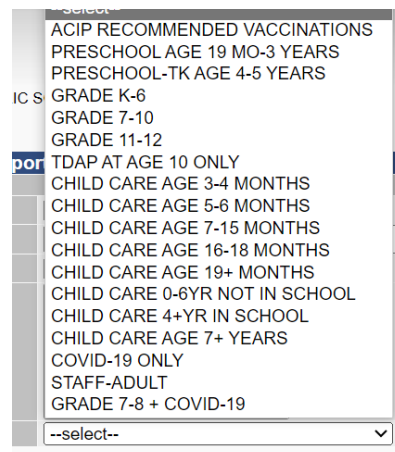 --select--
ACIP RECOMMENDED VACCINATIONS
PRESCHOOL AGE 19 MO-3 YEARS
PRESCHOOL-TK AGE 4-5 YEARS
GRADE K-6
IC S
GRADE 7-10
GRADE 11-12
port
TDAP AT AGE 10 ONLY
CHILD CARE AGE 3-4 MONTHS
CHILD CARE AGE 5-6 MONTHS
CHILD CARE AGE 7-15 MONTHS
CHILD CARE AGE 16-18 MONTHS
CHILD CARE AGE 19+ MONTHS
CHILD CARE 0-6YR NOT IN SCHOOL
CHILD CARE 4+YR IN SCHOOL
CHILD CARE AGE 7+ YEARS
COVID-19 ONLY
STAFF-ADULT
GRADE 7-8 + COVID-19
--select--